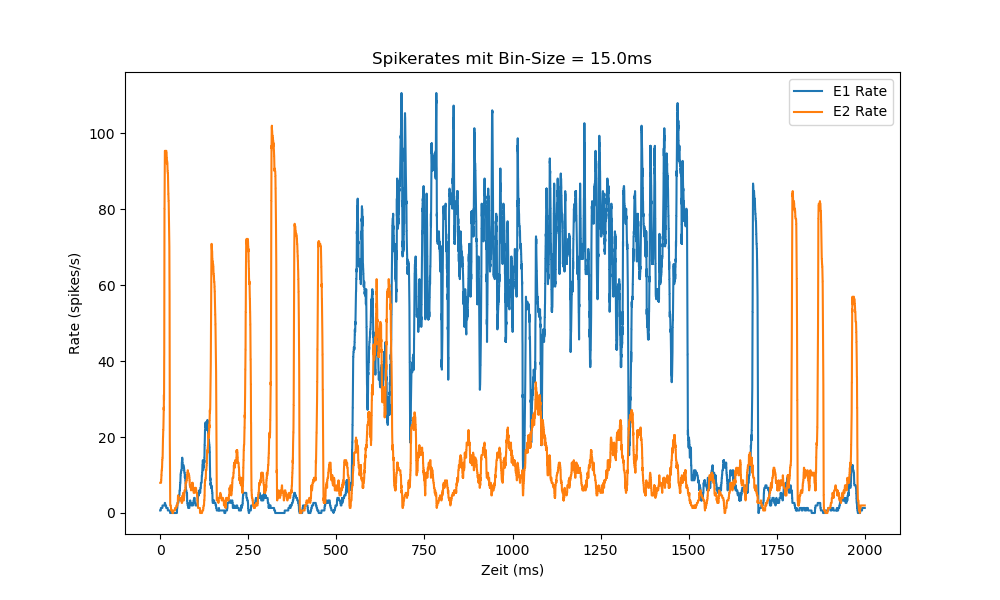 Spikerates mit Bin-Size = 15.0ms
E1 Rate
E2 Rate
Rate (spikes/s)
100
80
60
40
20
0
0 250 500 750 1000 1250 1500 1750 2000
Zeit (ms)